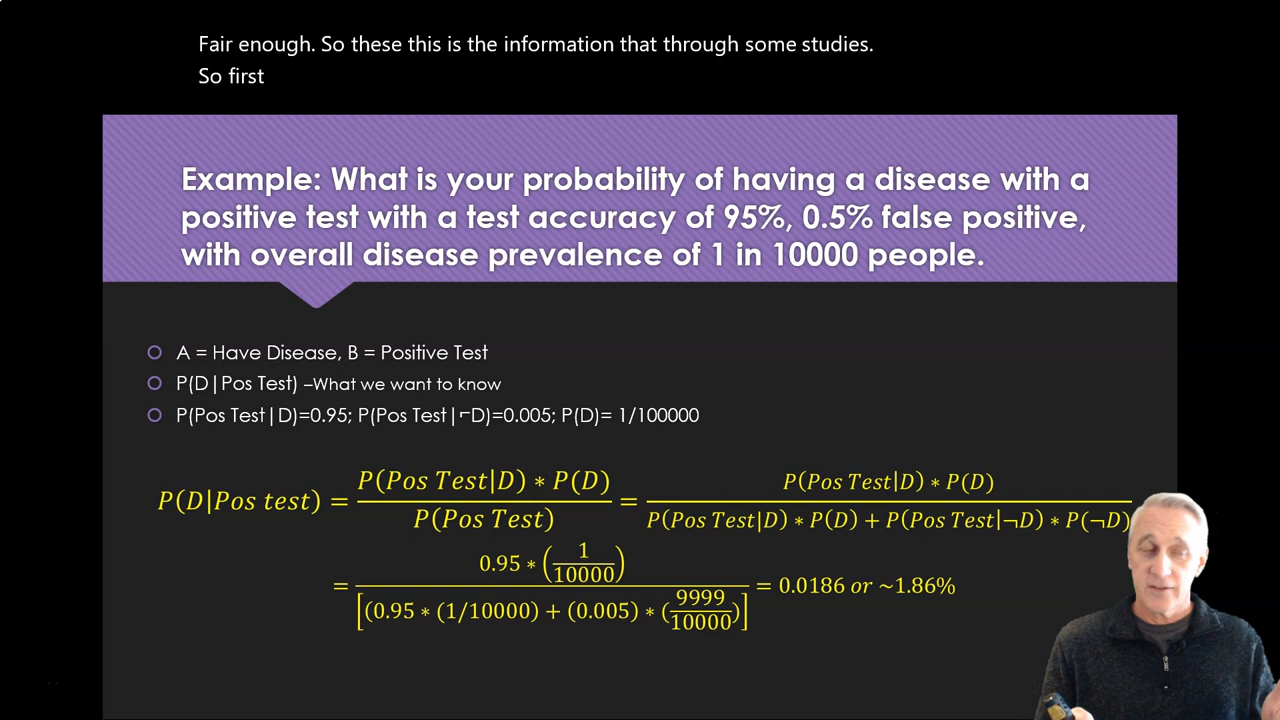 Fair enough. So these this is the information that through some studies.
So first
Example: What is your probability of having a disease with a
positive test with a test accuracy of 95%, 0.5% false positive,
with overall disease prevalence of 1 in 10000 people.
A = Have Disease, B = Positive Test
P(D|Pos Test) –What we want to know
P(Pos Test|D)=0.95; P(Pos Test|⌐D)=0.005; P(D)= 1/100000
P(D|Pos test) = P(Pos Test|D) * P(D) / P(Pos Test) = P(Pos Test|D) * P(D) / P(Pos Test|D) * P(D) + P(Pos Test|¬D) * P(¬D)
= 0.95 * (1/10000) / [(0.95 * (1/10000) + (0.005) * (9999/10000)] = 0.0186 or ~1.86%